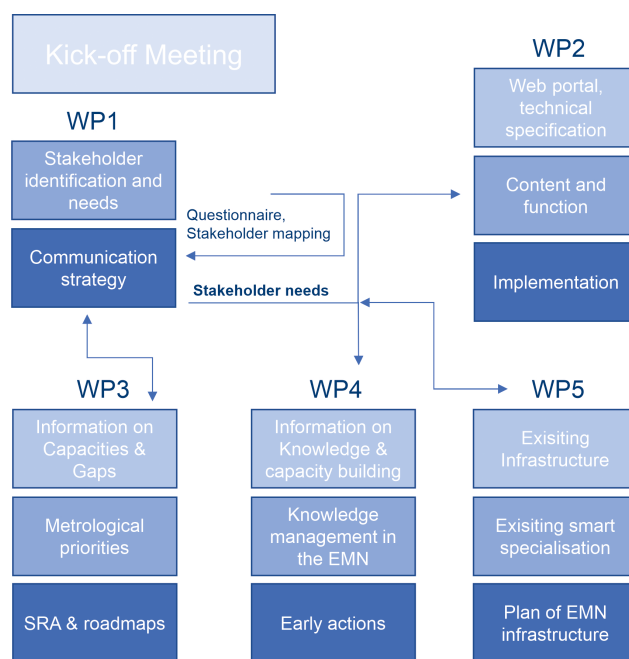 Kick-off Meeting
WP1
Stakeholder
identification and
needs
Communication
strategy
Questionnaire,
Stakeholder mapping
Stakeholder needs
WP2
Web portal,
technical
specification
Content and
function
Implementation
WP3
Information on
Capacities &
Gaps
Metrological
priorities
SRA & roadmaps
WP4
Information on
Knowledge &
capacity building
Knowledge
management in
the EMN
Early actions
WP5
Exisiting
Infrastructure
Exisiting smart
specialisation
Plan of EMN
infrastructure